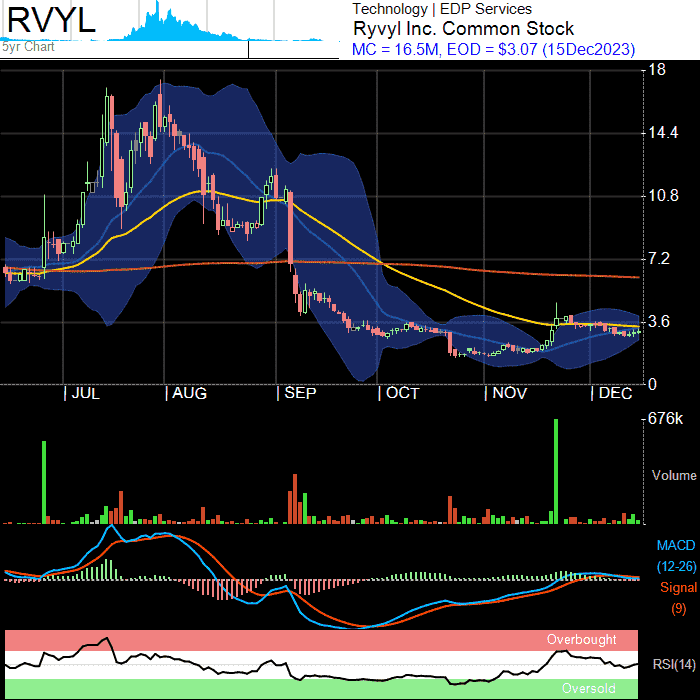 RVYL
5yr Chart
Technology | EDP Services
Ryvyl Inc. Common Stock
MC = 16.5M, EOD = $3.07 (15Dec2023)
18
14.4
10.8
7.2
3.6
0
| JUL | AUG | SEP | OCT | NOV | DEC
676k
Volume
MACD
(12-26)
Signal
(9)
Overbought
RSI(14)
Oversold